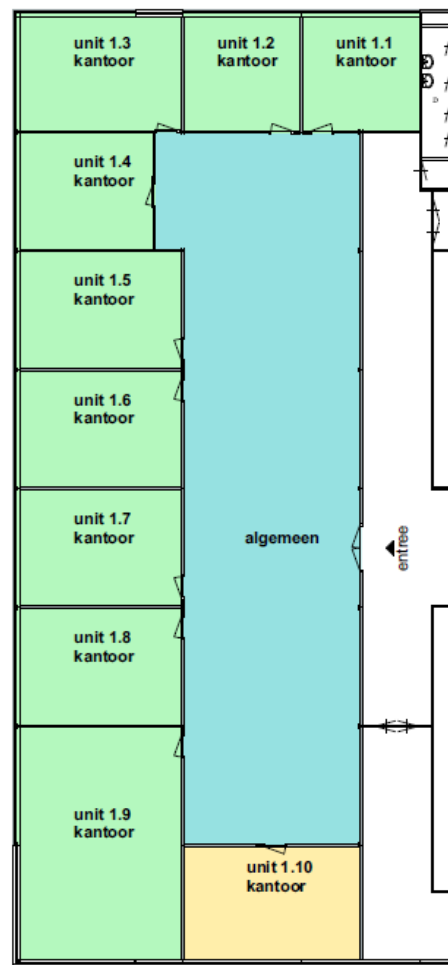 unit 1.3
kantoor
unit 1.2
kantoor
unit 1.1
kantoor
unit 1.4
kantoor
unit 1.5
kantoor
unit 1.6
kantoor
unit 1.7
kantoor
algemeen
entree
unit 1.8
kantoor
unit 1.9
kantoor
unit 1.10
kantoor